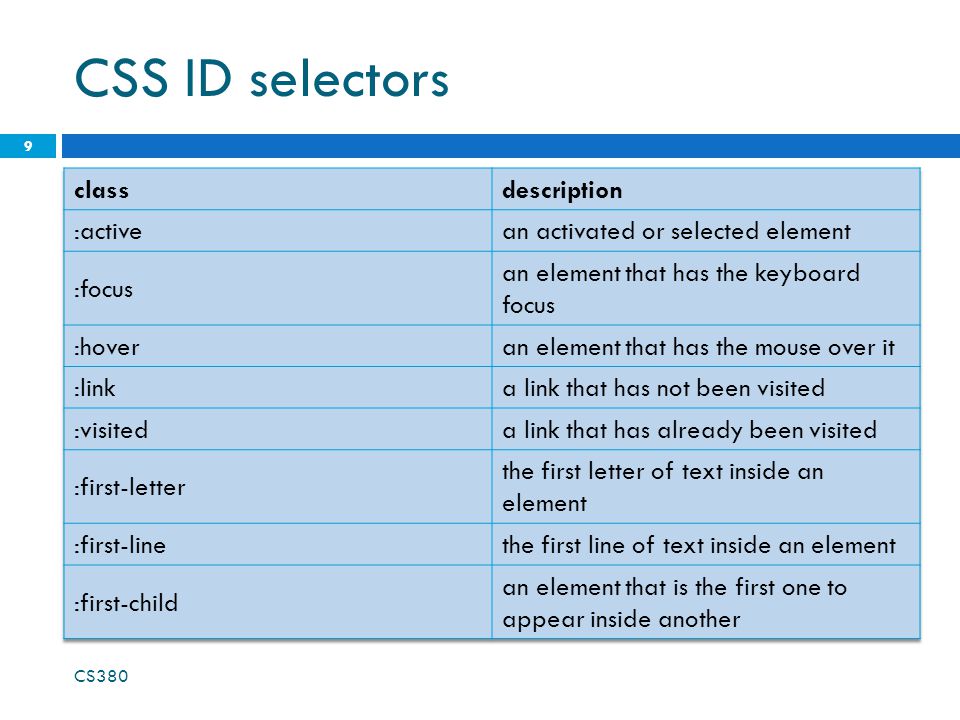 CSS ID selectors
9
class description
:active an activated or selected element
:focus an element that has the keyboard
focus
:hover an element that has the mouse over it
:link a link that has not been visited
:visited a link that has already been visited
:first-letter the first letter of text inside an
element
:first-line the first line of text inside an element
:first-child an element that is the first one to
appear inside another
CS380